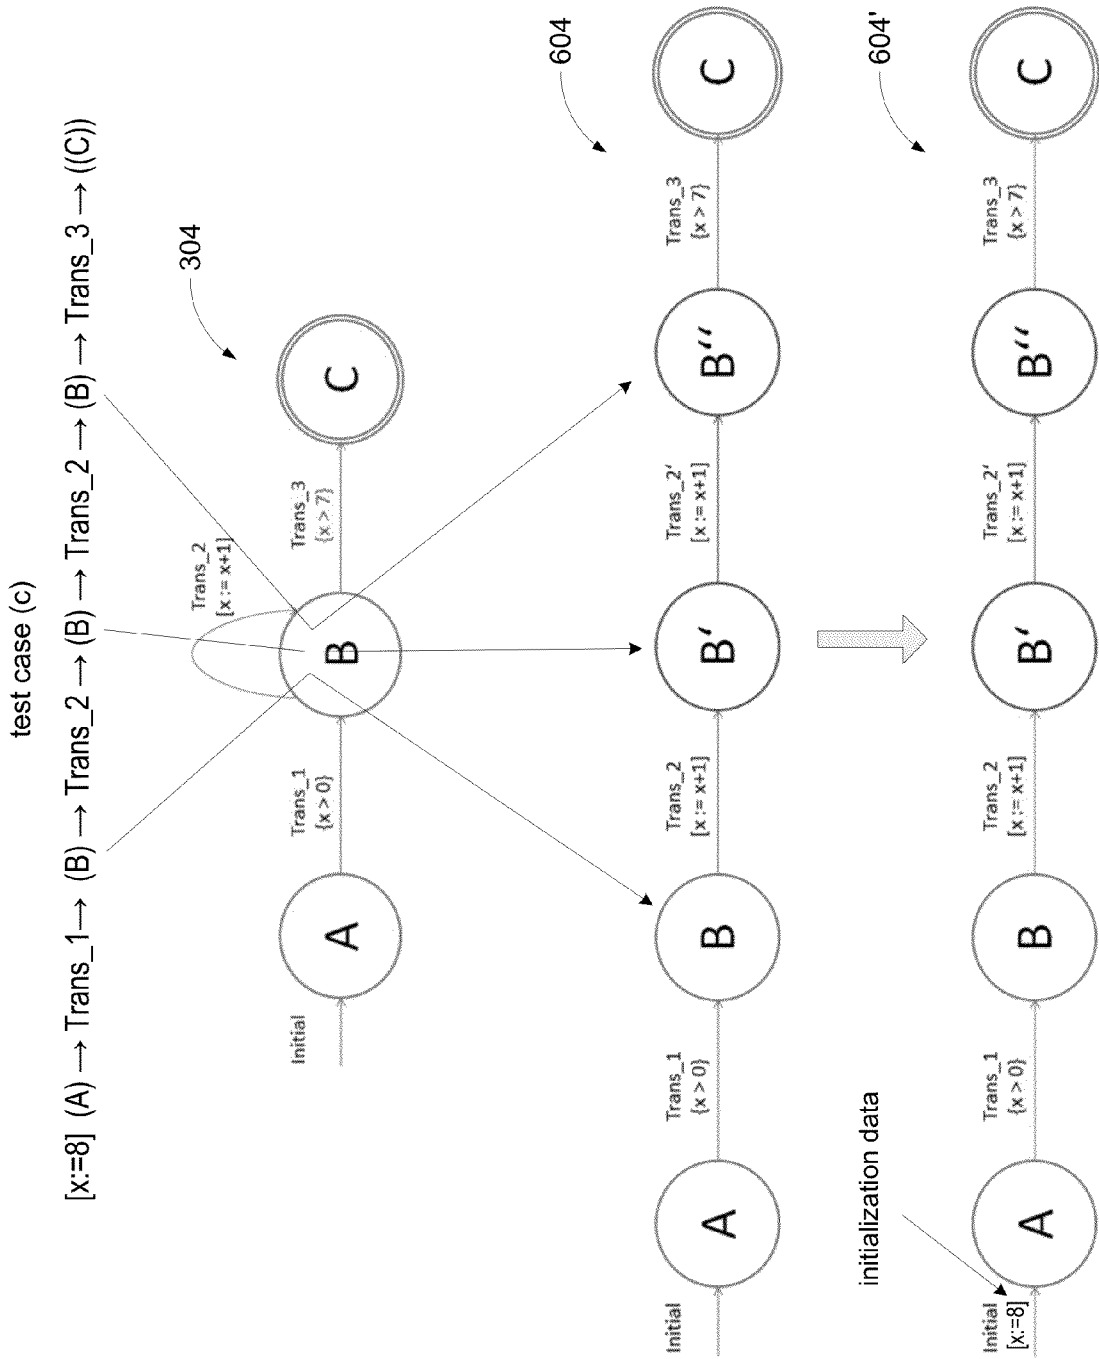 test case (c)
[x:=8] (A) → Trans_1→ (B) → Trans_2 → (B) → Trans_2 → (B) → Trans_3 → ((C))
304
Trans_2
[x := x+1]
Initial
A
Trans_1
{x > 0}
B
Trans_3
{x > 7}
C
604
Initial
A
Trans_1
{x > 0}
B
Trans_2
[x := x+1]
B‘
Trans_2‘
[x := x+1]
B‘‘
Trans_3
{x > 7}
C
initialization data
604'
Initial
[x:=8]
A
Trans_1
{x > 0}
B
Trans_2
[x := x+1]
B‘
Trans_2‘
[x := x+1]
B‘‘
Trans_3
{x > 7}
C